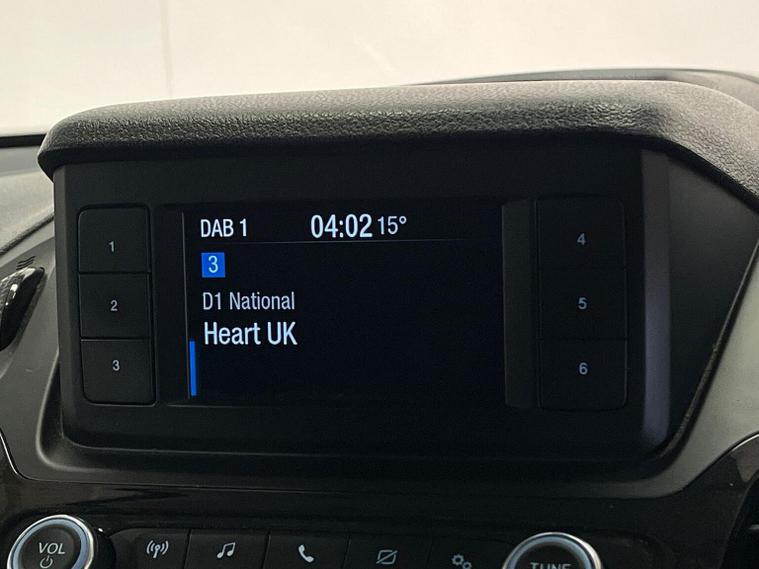 DAB 1 04:02 15°
3
D1 National
Heart UK
1
2
3
4
5
6
VOL
TUNE